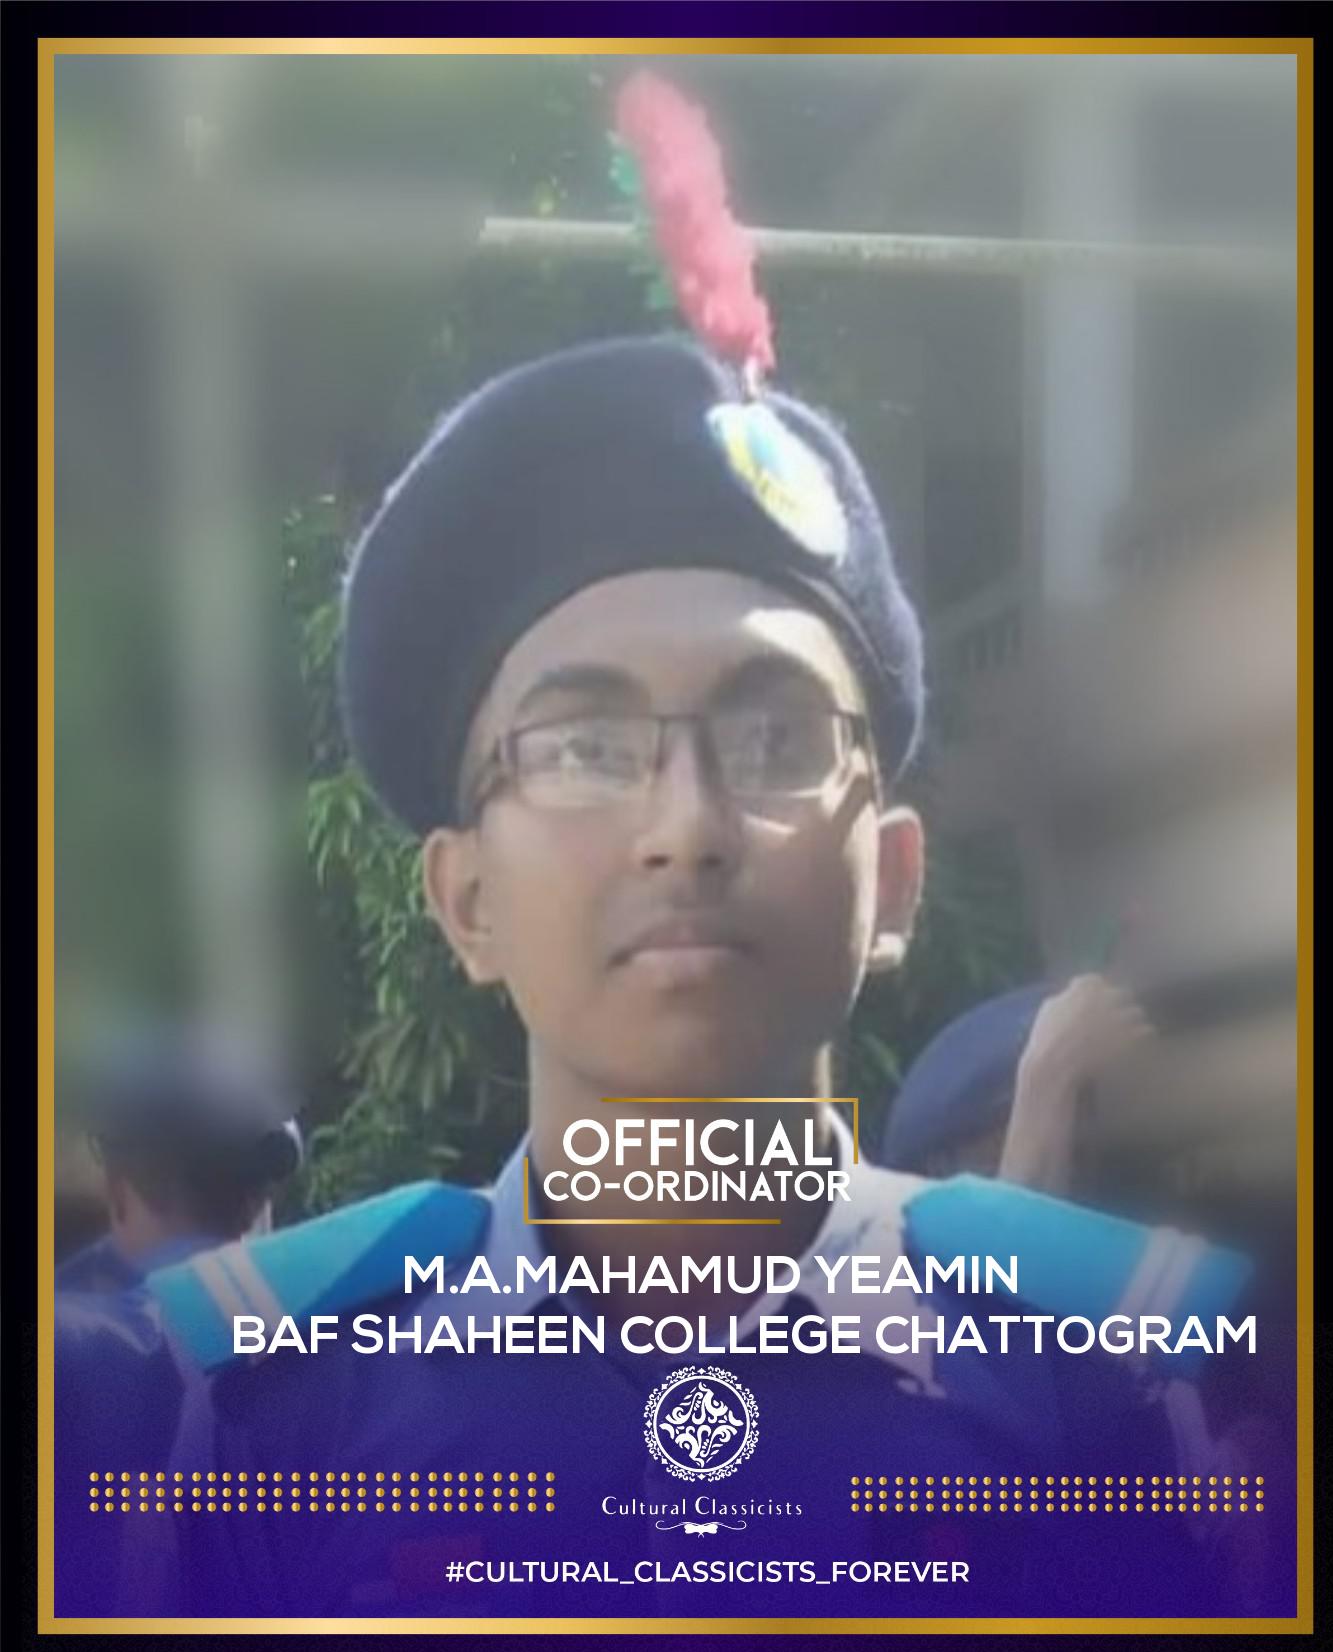 OFFICIAL
CO-ORDINATOR
M.A.MAHAMUD YEAMIN
BAF SHAHEEN COLLEGE CHATTOGRAM
Cultural Classicists
#CULTURAL_CLASSICISTS_FOREVER